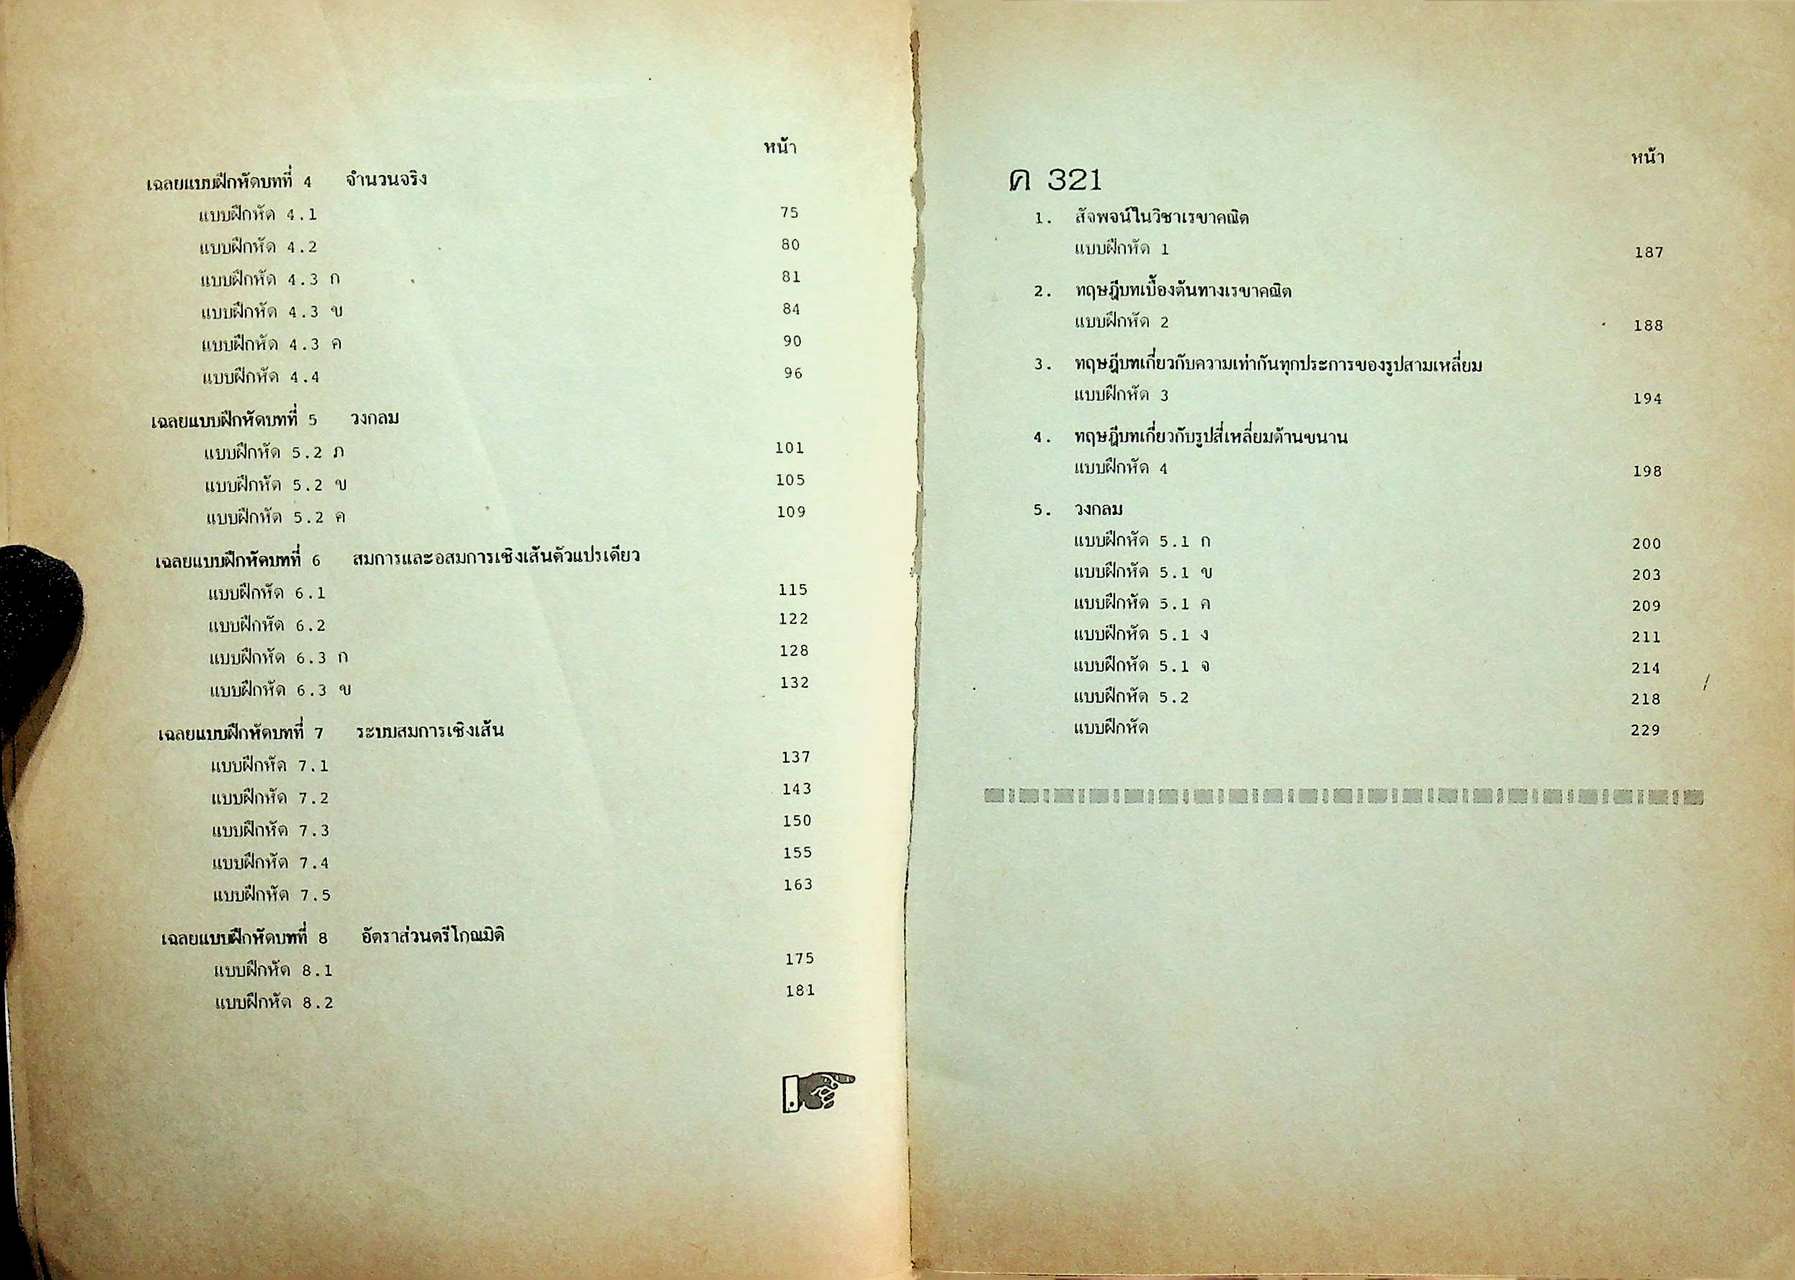 หน้า
เฉลยแบบฝึกหัดบทที่ 4 จำนวนจริง
แบบฝึกหัด 4.1 75
แบบฝึกหัด 4.2 80
แบบฝึกหัด 4.3 ก 81
แบบฝึกหัด 4.3 ข 84
แบบฝึกหัด 4.3 ค 90
แบบฝึกหัด 4.4 96
เฉลยแบบฝึกหัดบทที่ 5 วงกลม
แบบฝึกหัด 5.2 ภ 101
แบบฝึกหัด 5.2 ข 105
แบบฝึกหัด 5.2 ค 109
เฉลยแบบฝึกหัดบทที่ 6 สมการและอสมการเชิงเส้นตัวแปรเดียว
แบบฝึกหัด 6.1 115
แบบฝึกหัด 6.2 122
แบบฝึกหัด 6.3 ก 128
แบบฝึกหัด 6.3 ข 132
เฉลยแบบฝึกหัดบทที่ 7 ระบบสมการเชิงเส้น
แบบฝึกหัด 7.1 137
แบบฝึกหัด 7.2 143
แบบฝึกหัด 7.3 150
แบบฝึกหัด 7.4 155
แบบฝึกหัด 7.5 163
เฉลยแบบฝึกหัดบทที่ 8 อัตราส่วนตรีโกณมิติ
แบบฝึกหัด 8.1 175
แบบฝึกหัด 8.2 181
หน้า
ค 321
1. สัจพจน์ในวิชาเรขาคณิต
แบบฝึกหัด 1 187
2. ทฤษฎีบทเบื้องต้นทางเรขาคณิต
แบบฝึกหัด 2 188
3. ทฤษฎีบทเกี่ยวกับความเท่ากันทุกประการของรูปสามเหลี่ยม
แบบฝึกหัด 3 194
4. ทฤษฎีบทเกี่ยวกับรูปสี่เหลี่ยมด้านขนาน
แบบฝึกหัด 4 198
5. วงกลม
แบบฝึกหัด 5.1 ก 200
แบบฝึกหัด 5.1 ข 203
แบบฝึกหัด 5.1 ค 209
แบบฝึกหัด 5.1 ง 211
แบบฝึกหัด 5.1 จ 214
แบบฝึกหัด 5.2 218
แบบฝึกหัด 229